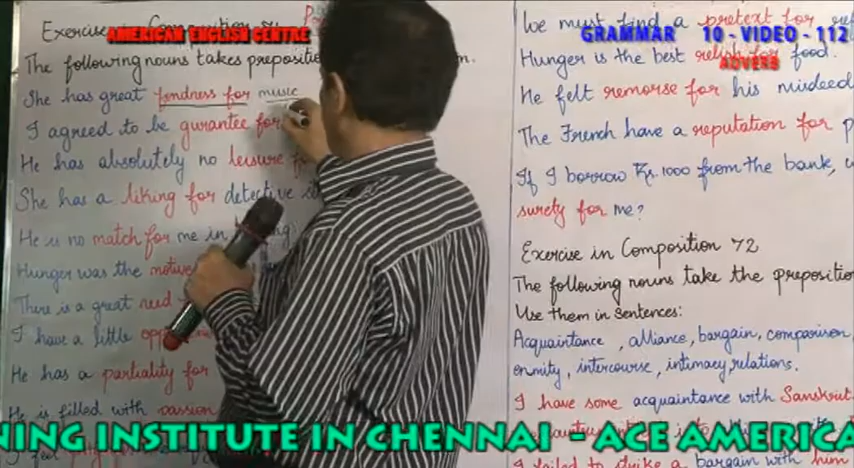 Exercise in Composition
AMERICAN ENGLISH CENTRE
The following nouns takes preposition
She has great fondness for music
I agreed to be gurantee for
He has absolutely no leisure
She has a liking for detective
He is no match for me in
Hunger was the motive
There is a great need
I have a little
He has a partiality for
He is filled with passion
We must find a pretext for
GRAMMAR 10 - VIDEO - 112
ADVERB
Hunger is the best relish for food.
He felt remorse for his misdeed
The French have a reputation for
If I borrow Rs. 1000 from the bank,
surety for me?
Exercise in Composition 72
The following nouns take the preposition
Use them in sentences:
Acquaintance, alliance, bargain, comparison,
enmity, intercourse, intimacy, relations.
I have some acquaintance with Sanskrit
I failed to strike a bargain with him
NING INSTITUTE IN CHENNAI - ACE AMERICA